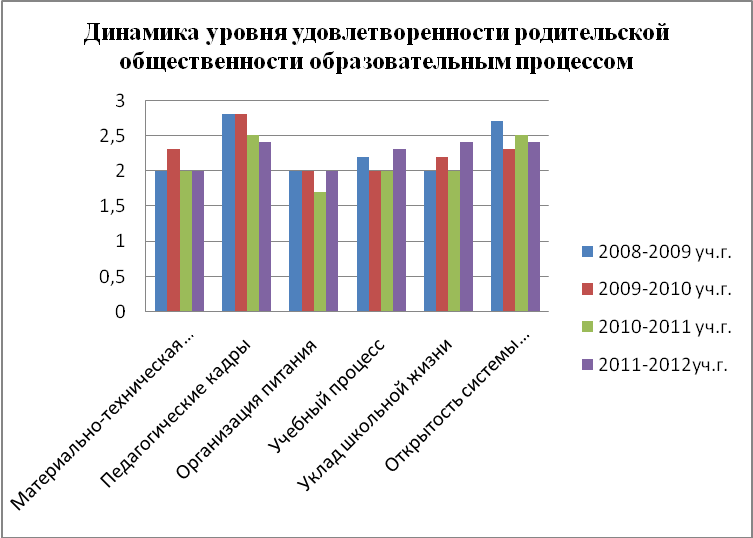 Динамика уровня удовлетворенности родительской
общественности образовательным процессом
3
2,5
2
1,5
1
0,5
0
Материально-техническая...
Педагогические кадры
Организация питания
Учебный процесс
Уклад школьной жизни
Открытость системы...
2008-2009 уч.г.
2009-2010 уч.г.
2010-2011 уч.г.
2011-2012уч.г.